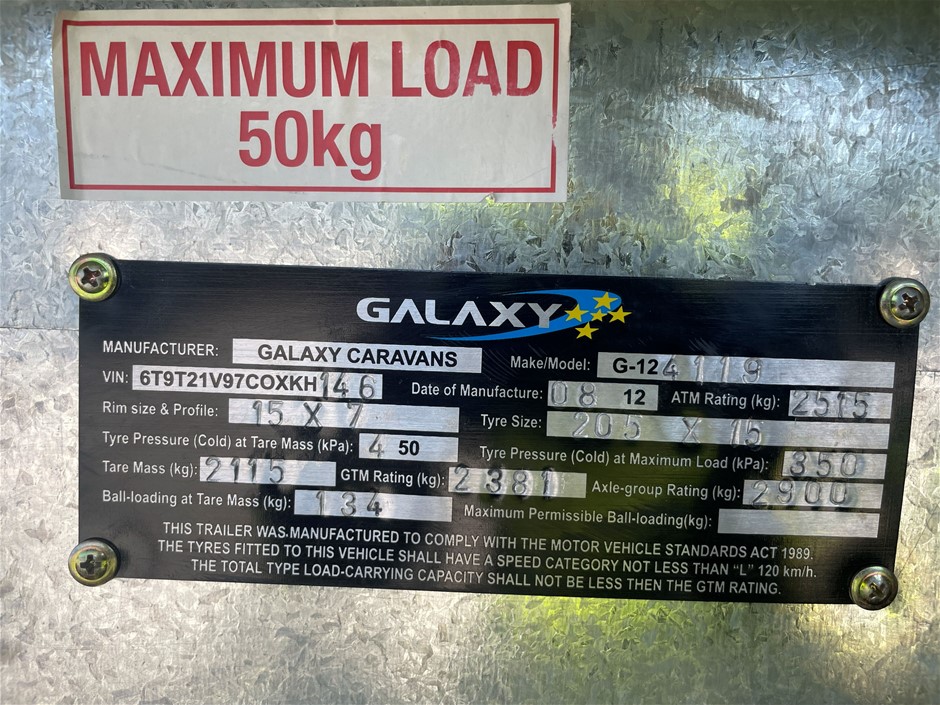 MAXIMUM LOAD
50kg
GALAXY
MANUFACTURER: GALAXY CARAVANS Make/Model: G-124119
VIN: 6T9T21V97COXKH146 Date of Manufacture: 08 12 ATM Rating (kg): 2515
Rim size & Profile: 15 X 7 Tyre Size: 205 X 15
Tyre Pressure (Cold) at Tare Mass (kPa): 4 50 Tyre Pressure (Cold) at Maximum Load (kPa): 350
Tare Mass (kg): 2115 GTM Rating (kg): 2381 Axle-group Rating (kg): 2900
Ball-loading at Tare Mass (kg): 134 Maximum Permissible Ball-loading(kg):
THIS TRAILER WAS.MANUFACTURED TO COMPLY WITH THE MOTOR VEHICLE STANDARDS ACT 1989.
THE TYRES FITTED TO THIS VEHICLE SHALL HAVE A SPEED CATEGORY NOT LESS THAN "L" 120 km/h.
THE TOTAL TYPE LOAD-CARRYING CAPACITY SHALL NOT BE LESS THEN THE GTM RATING.